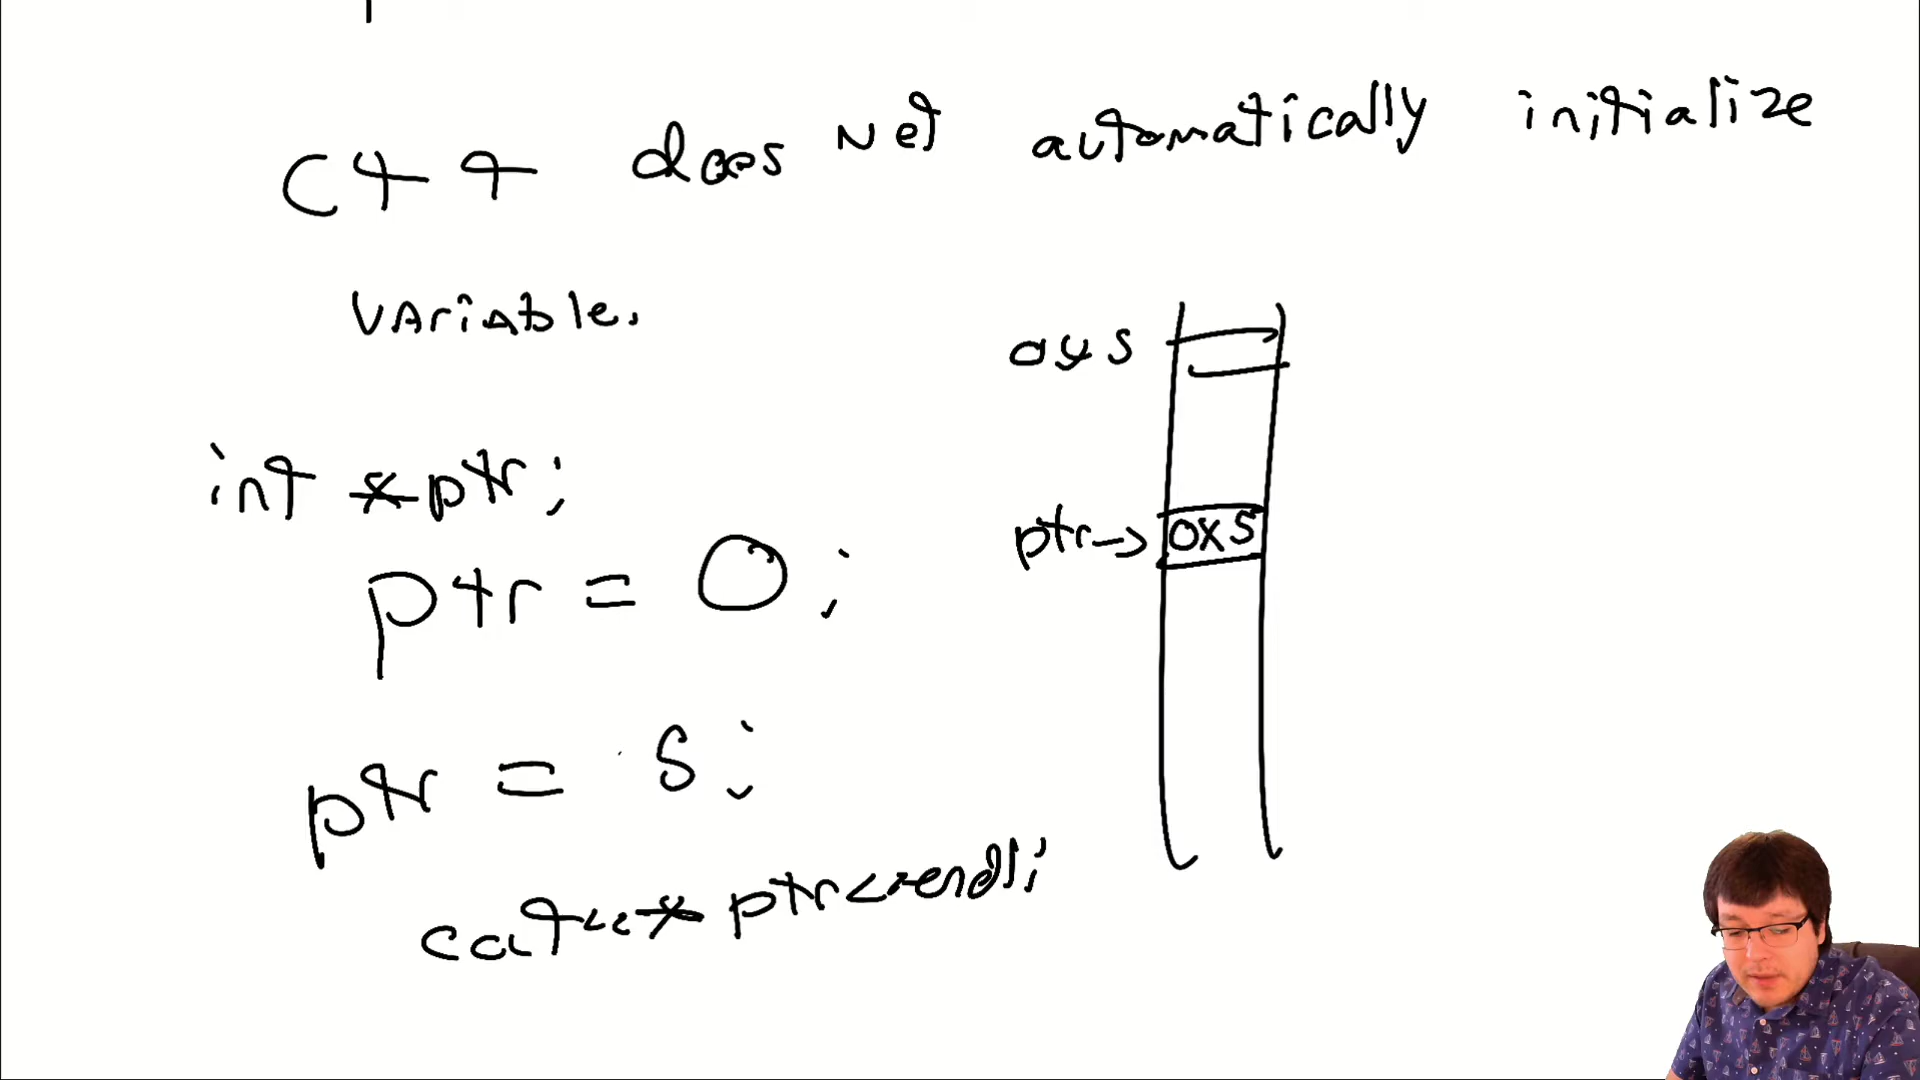 C++ does Not automatically initialize
variable.
0x5
int *ptr;
ptr→ 0x5
ptr = 0;
ptr = 5;
cout<<*ptr<<endl;